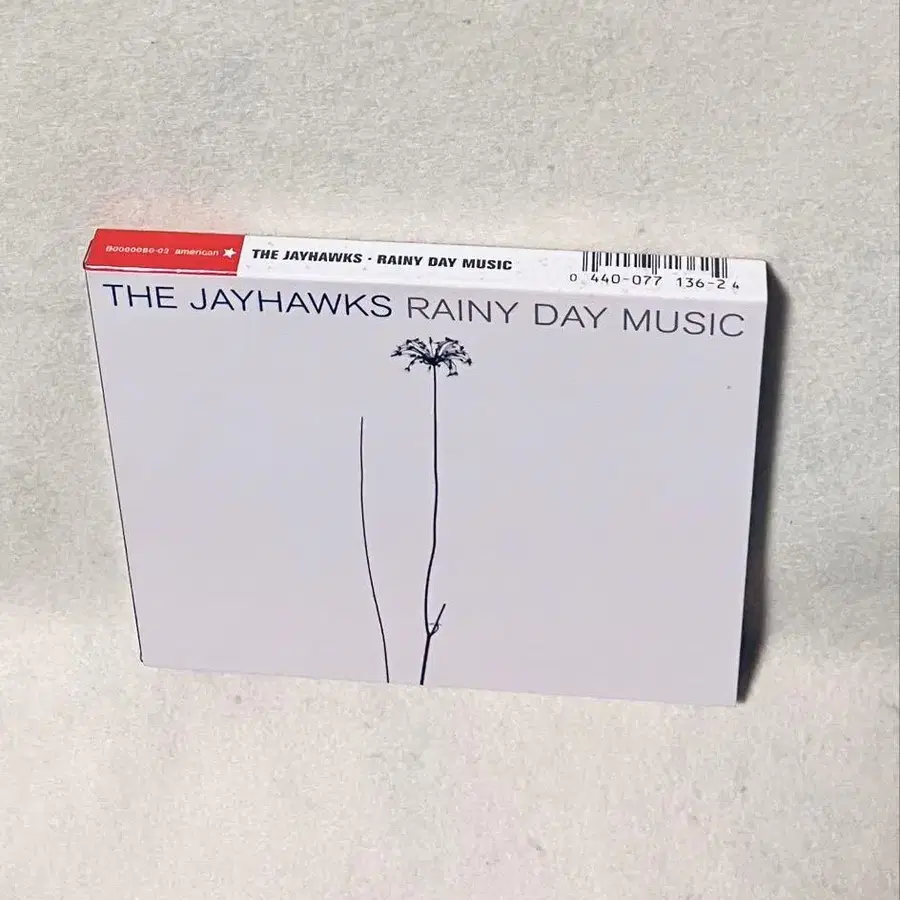 B0000080-02 american
THE JAYHAWKS · RAINY DAY MUSIC
0 440-077 136-2 4
THE JAYHAWKS RAINY DAY MUSIC